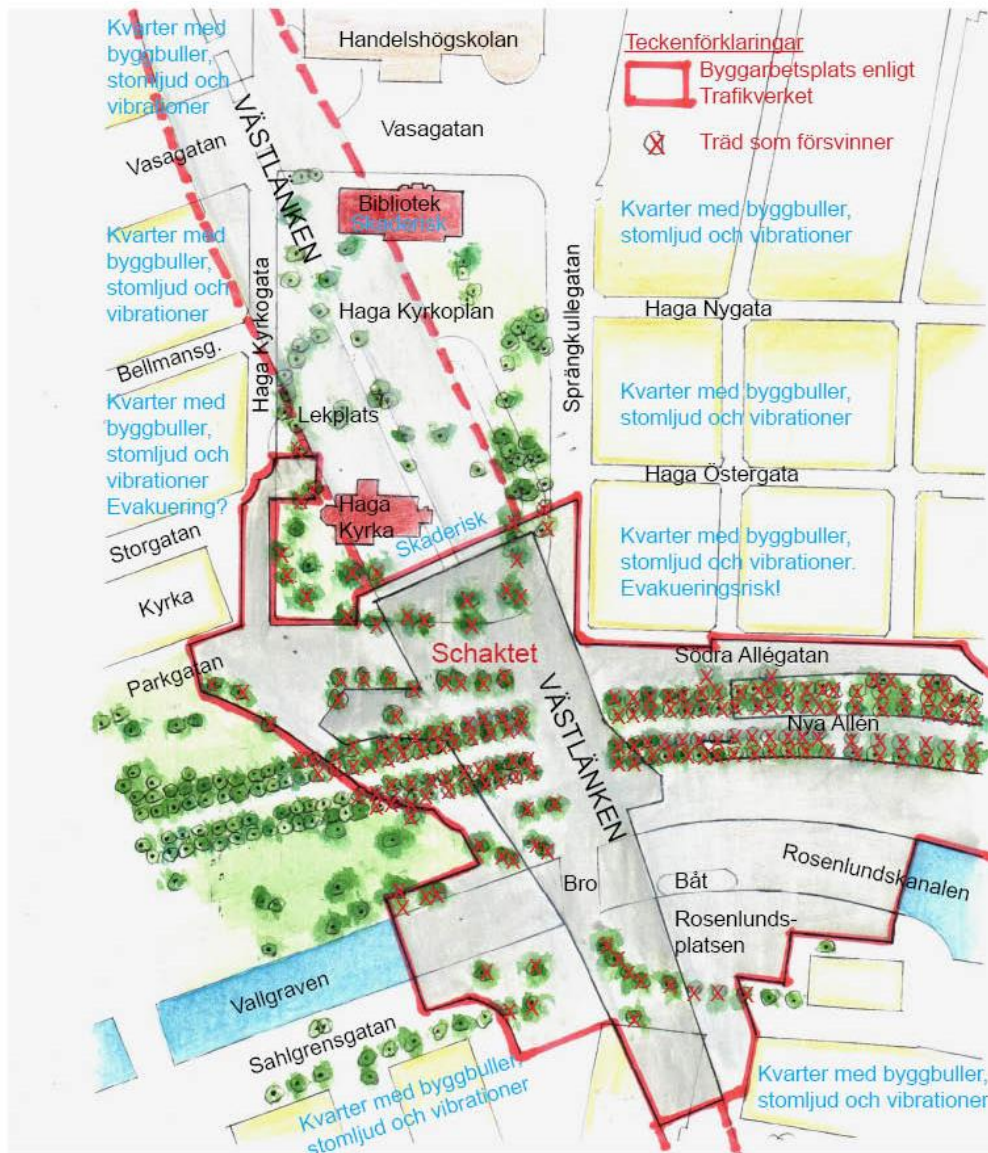 Kvarter med
byggbuller,
stomljud och
vibrationer
Handelshögskolan
Teckenförklaringar
Byggarbetsplats enligt
Trafikverket
Träd som försvinner
VÄSTLÄNKEN
Vasagatan
Vasagatan
Bibliotek
Skaderisk
Kvarter med byggbuller,
stomljud och vibrationer
Kvarter med
byggbuller,
stomljud och
vibrationer
Haga Kyrkogata
Haga Kyrkoplan
Sprängkullegatan
Haga Nygata
Bellmansg.
Kvarter med
byggbuller,
stomljud och
vibrationer
Evakuering?
Lekplats
Kvarter med byggbuller,
stomljud och vibrationer
Haga Östergata
Haga
Kyrka
Skaderisk
Storgatan
Kyrka
Kvarter med byggbuller,
stomljud och vibrationer.
Evakueringsrisk!
Parkgatan
Schaktet
VÄSTLÄNKEN
Södra Allégatan
Nya Allén
Bro
Båt
Rosenlundskanalen
Rosenlunds-
platsen
Vallgraven
Sahlgrensgatan
Kvarter med byggbuller,
stomljud och vibrationer
Kvarter med byggbuller,
stomljud och vibrationer